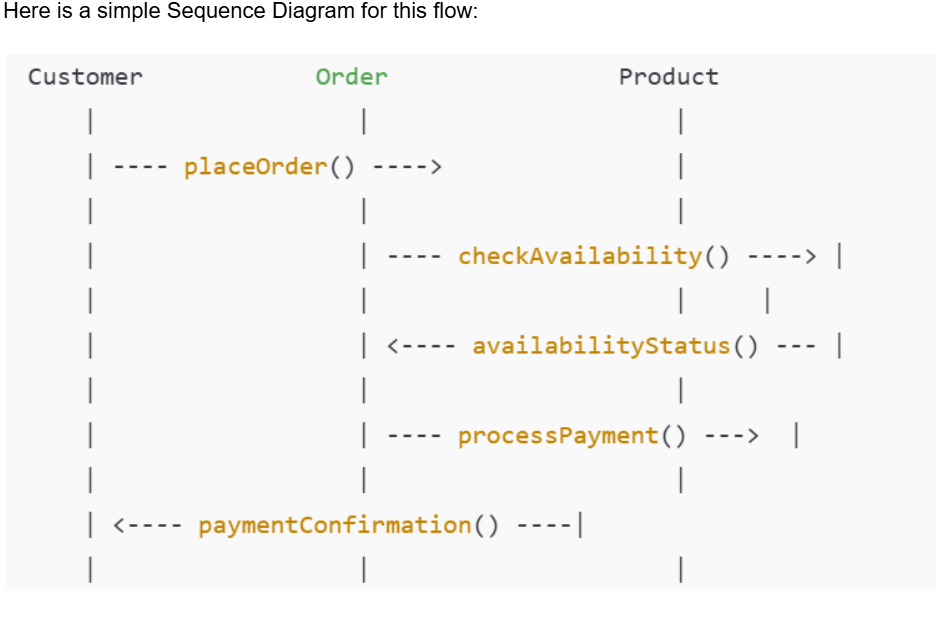 Here is a simple Sequence Diagram for this flow:
Customer            Order                Product
    |                  |                     |
    | ---- placeOrder() ---->                |
    |                  |                     |
    |                  | ---- checkAvailability() ----> |
    |                  |                     |     |
    |                  | <---- availabilityStatus() --- |
    |                  |                     |
    |                  | ---- processPayment() --->  |
    |                  |                     |
    | <---- paymentConfirmation() ----|
    |                  |                     |